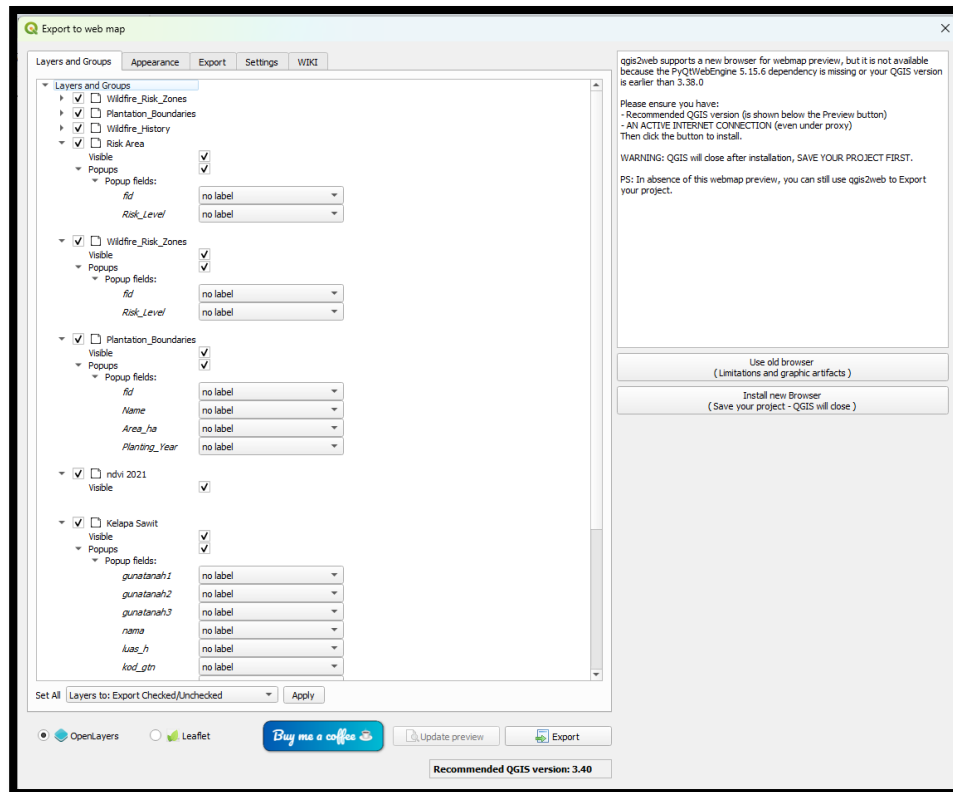 Export to web map
Layers and Groups Appearance Export Settings WIKI
Layers and Groups
Wildfire_Risk_Zones
Plantation_Boundaries
Wildfire_History
Risk Area
Visible
Popups
Popup fields:
fid no label
Risk_Level no label
Wildfire_Risk_Zones
Visible
Popups
Popup fields:
fid no label
Risk_Level no label
Plantation_Boundaries
Visible
Popups
Popup fields:
fid no label
Name no label
Area_ha no label
Planting_Year no label
ndvi 2021
Visible
Kelapa Sawit
Visible
Popups
Popup fields:
gunatanah1 no label
gunatanah2 no label
gunatanah3 no label
nama no label
luas_h no label
kod_gtn no label
Set All Layers to: Export Checked/Unchecked Apply
OpenLayers Leaflet Buy me a coffee Update preview Export
Recommended QGIS version: 3.40
qgis2web supports a new browser for webmap preview, but it is not available
because the PyQtWebEngine 5.15.6 dependency is missing or your QGIS version
is earlier than 3.38.0
Please ensure you have:
- Recommended QGIS version (is shown below the Preview button)
- AN ACTIVE INTERNET CONNECTION (even under proxy)
Then click the button to install.
WARNING: QGIS will close after installation, SAVE YOUR PROJECT FIRST.
PS: In absence of this webmap preview, you can still use qgis2web to Export
your project.
Use old browser
( Limitations and graphic artifacts )
Install new Browser
( Save your project - QGIS will close )